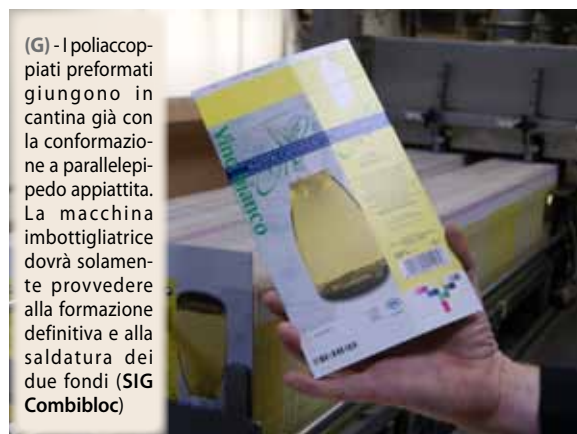 (G) - I poliaccop-
piati preformati
giungono in
cantina già con
la conformazio-
ne a parallelepi-
pedo appiattita.
La macchina
imbottigliatrice
dovrà solamen-
te provvedere
alla formazione
definitiva e alla
saldatura dei
due fondi (SIG
Combibloc)
Vino bianco